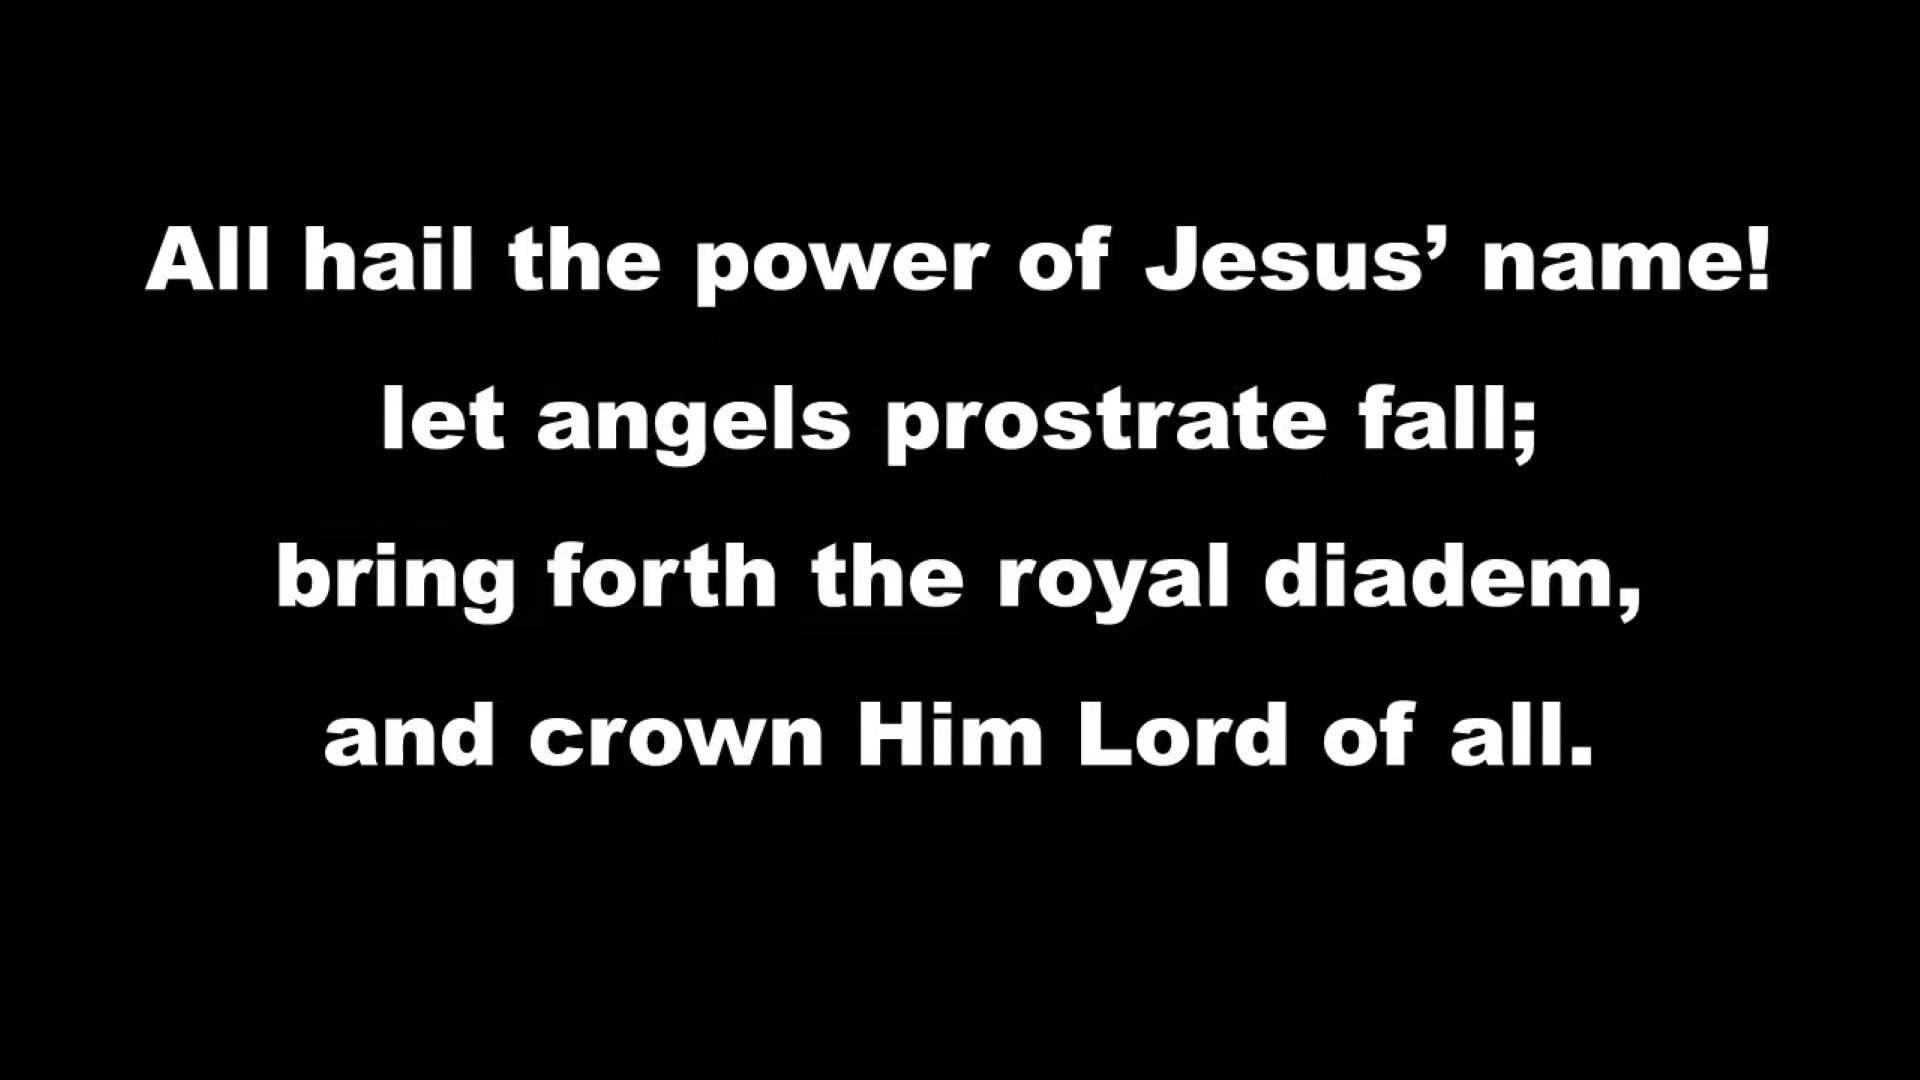 All hail the power of Jesus’ name!
let angels prostrate fall;
bring forth the royal diadem,
and crown Him Lord of all.